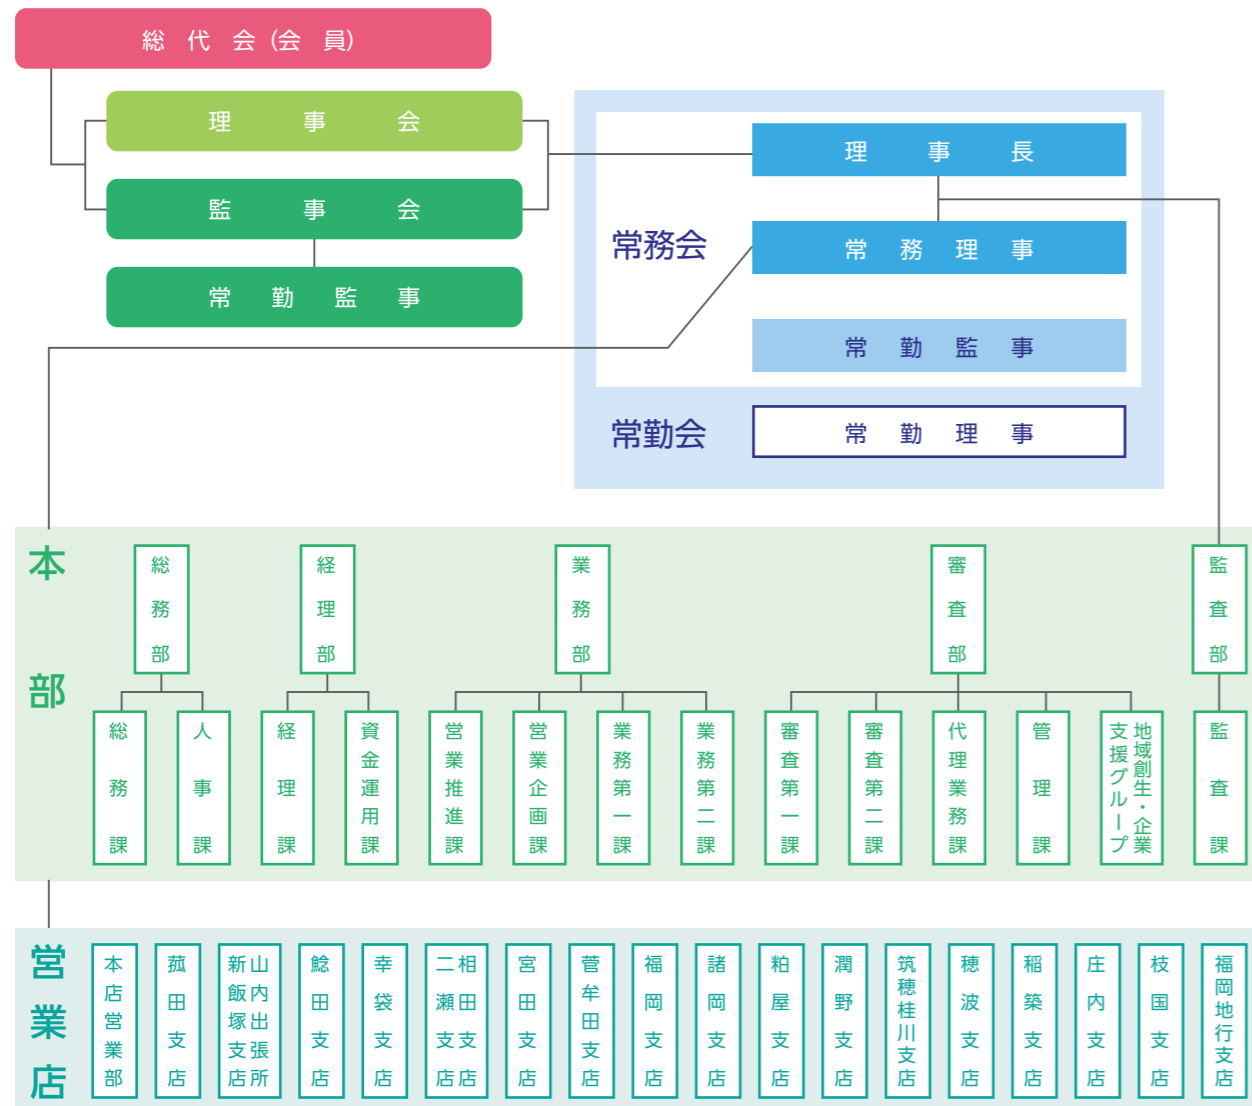 総代会(会員)
理事会
監事会
常勤監事
常務会
理事長
常務理事
常勤監事
常勤会
常勤理事
本部
総務部
経理部
業務部
審査部
監査部
総務課
人事課
経理課
資金運用課
営業推進課
営業企画課
業務第一課
業務第二課
審査第一課
審査第二課
代理業務課
管理課
地域創生・企業
支援グループ
監査課
営業店
本店営業部
菰田支店
山内出張所
新飯塚支店
鯰田支店
幸袋支店
相田支店
二瀬支店
宮田支店
菅牟田支店
福岡支店
諸岡支店
粕屋支店
潤野支店
筑穂桂川支店
穂波支店
稲築支店
庄内支店
枝国支店
福岡地行支店